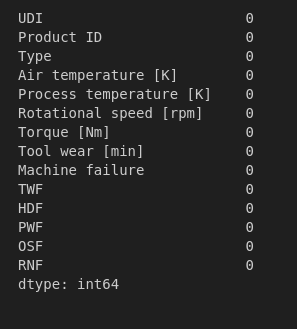 UDI 0
Product ID 0
Type 0
Air temperature [K] 0
Process temperature [K] 0
Rotational speed [rpm] 0
Torque [Nm] 0
Tool wear [min] 0
Machine failure 0
TWF 0
HDF 0
PWF 0
OSF 0
RNF 0
dtype: int64